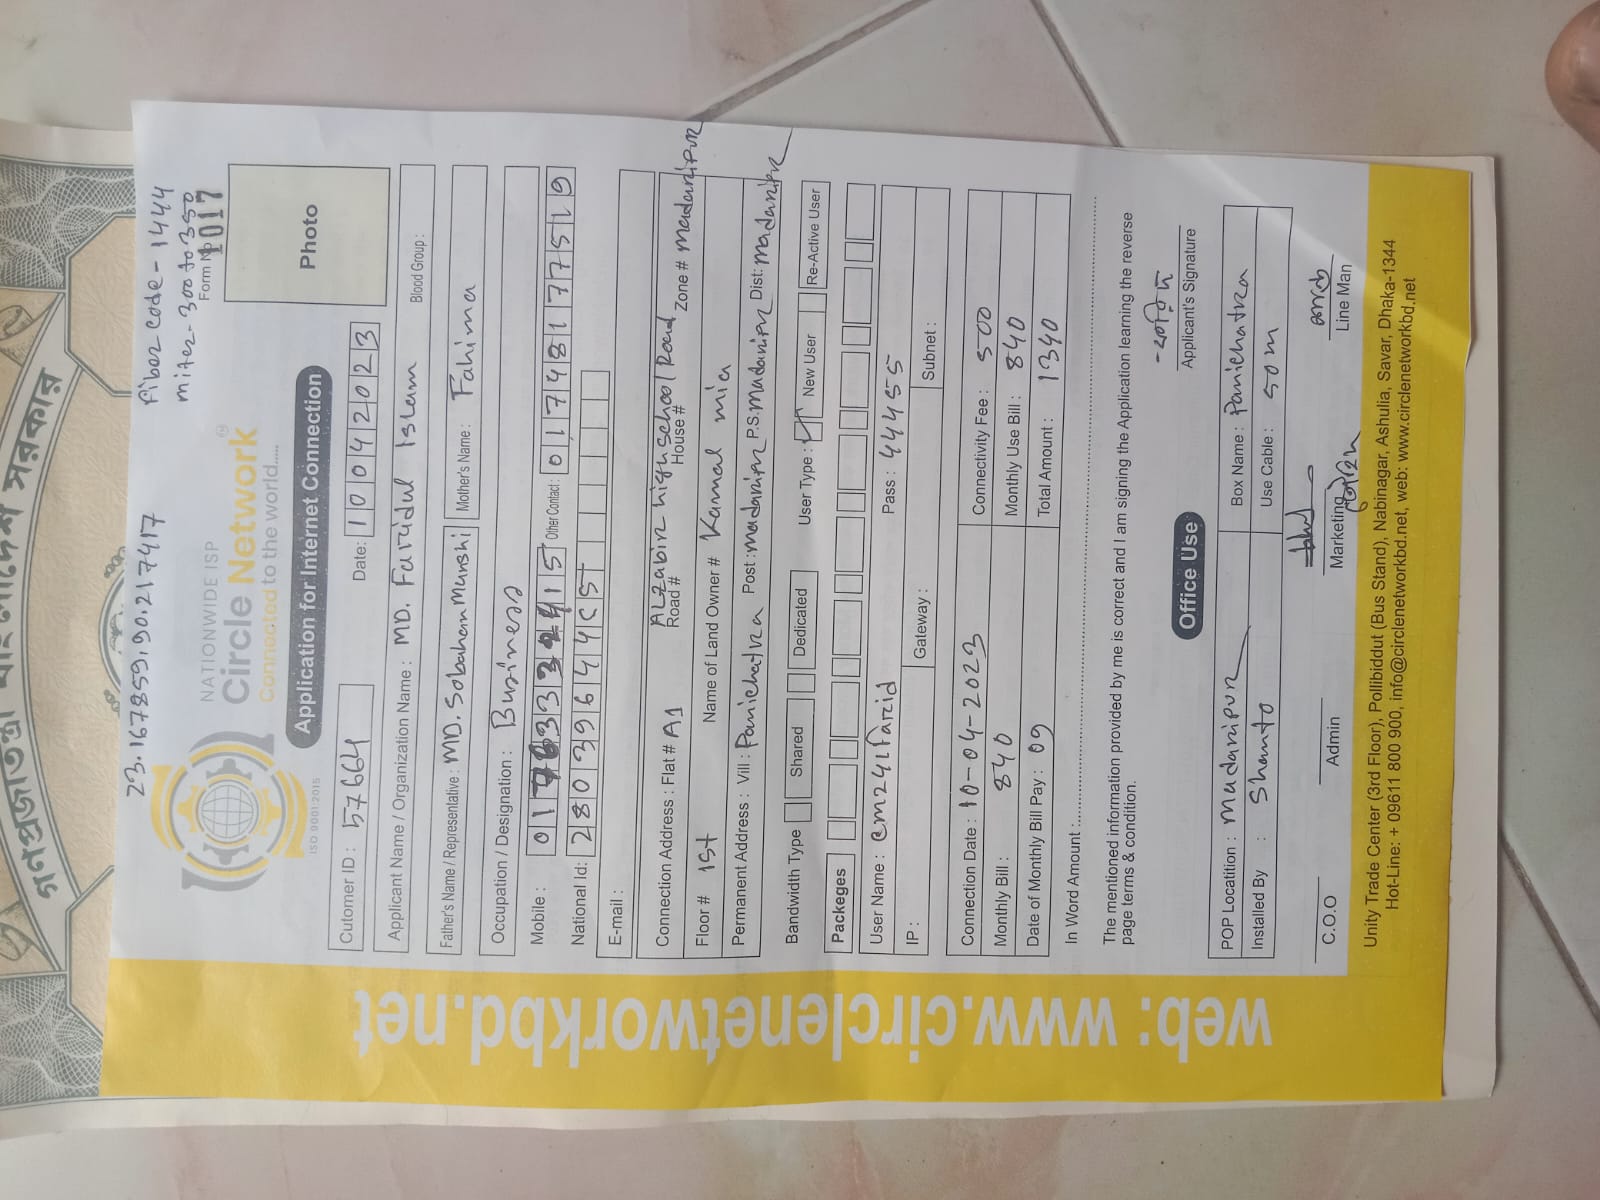 গণপ্রজাতন্ত্রী বাংলাদেশ সরকার
23.167859,90.217417
Fiber Code - 1444
miter - 300 to 350
NATIONWIDE ISP
Circle Network
Connected to the world.....
ISO 9001:2015
Form No 1017
Application for Internet Connection
Photo
Cutomer ID : 57664 Date: 10042023
Applicant Name / Organization Name : MD. Faridul Islam Blood Group :
Father's Name / Representative : MD. Sobahan Munshi Mother's Name : Fahima
Occupation / Designation : Business
Mobile : Other Contact :
National Id:
E-mail :
Connection Address : Flat # A1 Road # Alzabir high school Road House # Zone # madaripur
Floor # 1st Name of Land Owner # Kamal mia
Permanent Address : Vill : Panichatra Post : madaripur P.S: madaripur Dist: madaripur
Bandwidth Type Shared Dedicated User Type : New User Re-Active User
Packeges
User Name : Pass : 44455
IP : Gateway : Subnet :
Connection Date : 10-04-2023 Connectivity Fee : 500
Monthly Bill : 840 Monthly Use Bill : 840
Date of Monthly Bill Pay : 09 Total Amount : 1340
In Word Amount :
The mentioned information provided by me is correct and I am signing the Application learning the reverse
page terms & condition.
Applicant's Signature
Office Use
POP Locatition : madaripur Box Name : Panichatra
Installed By : Shanto Use Cable : 50m
C.O.O Admin Marketing Line Man
Unity Trade Center (3rd Floor), Pollibiddut (Bus Stand), Nabinagar, Ashulia, Savar, Dhaka-1344
Hot-Line: + 09611 800 900, info@circlenetworkbd.net, web: www.circlenetworkbd.net
web: www.circlenetworkbd.net